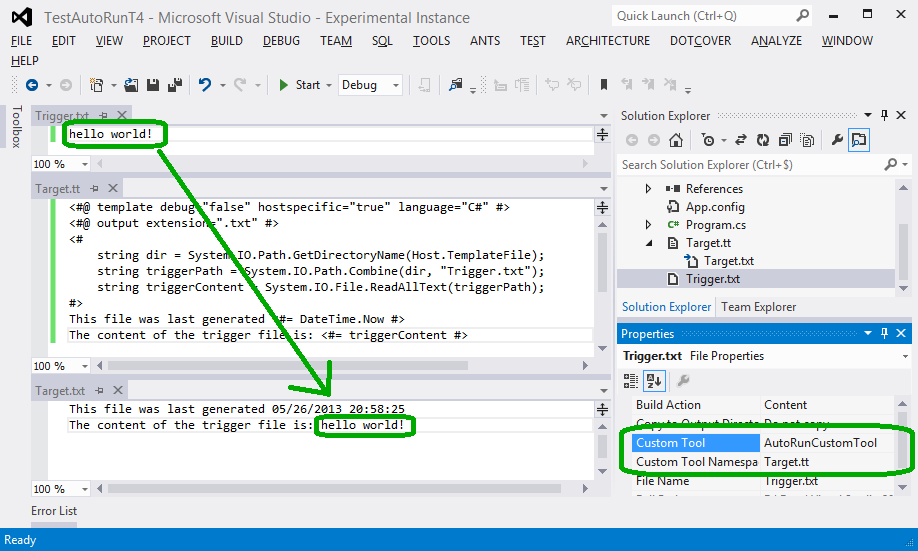 TestAutoRunT4 - Microsoft Visual Studio - Experimental Instance
Quick Launch (Ctrl+Q)
FILE EDIT VIEW PROJECT BUILD DEBUG TEAM SQL TOOLS ANTS TEST ARCHITECTURE DOTCOVER ANALYZE WINDOW
HELP
Start Debug
Toolbox
Trigger.txt
hello world!
100 %
Target.tt
<#@ template debug="false" hostspecific="true" language="C#" #>
<#@ output extension=".txt" #>
<#
string dir = System.IO.Path.GetDirectoryName(Host.TemplateFile);
string triggerPath = System.IO.Path.Combine(dir, "Trigger.txt");
string triggerContent = System.IO.File.ReadAllText(triggerPath);
#>
This file was last generated <#= DateTime.Now #>
The content of the trigger file is: <#= triggerContent #>
100 %
Target.txt
This file was last generated 05/26/2013 20:58:25
The content of the trigger file is: hello world!
100 %
Error List
Solution Explorer
Search Solution Explorer (Ctrl+$)
References
App.config
C# Program.cs
Target.tt
Target.txt
Trigger.txt
Solution Explorer Team Explorer
Properties
Trigger.txt File Properties
Build Action Content
Copy to Output Direct Do not copy
Custom Tool AutoRunCustomTool
Custom Tool Namespa Target.tt
File Name Trigger.txt
Ready